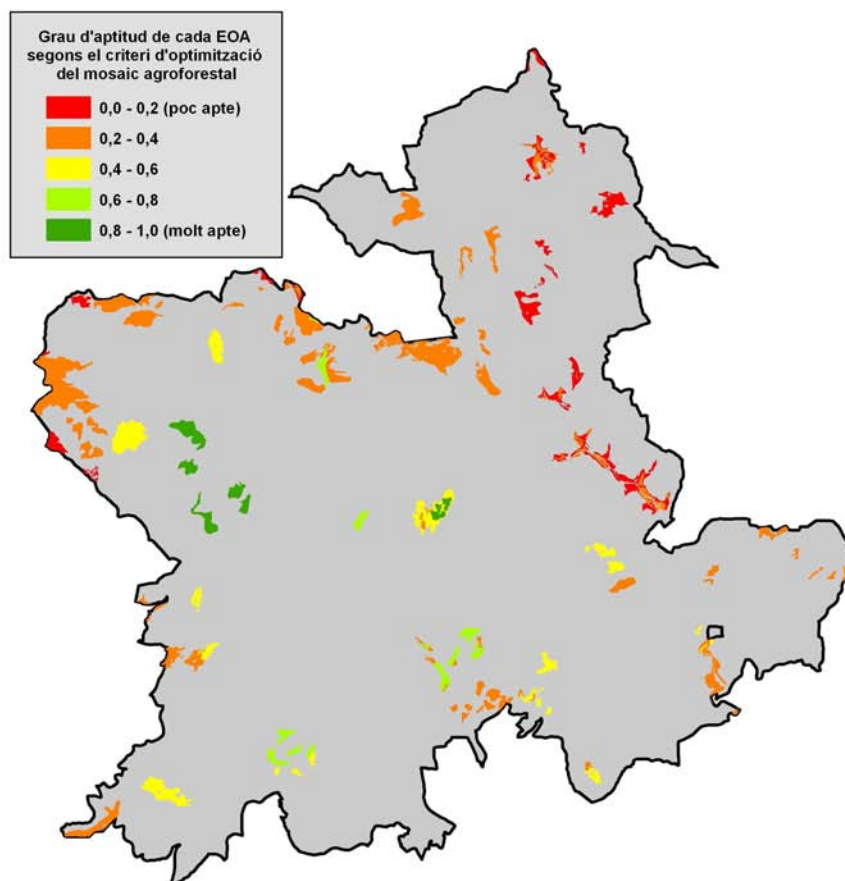 Grau d'aptitud de cada EOA
segons el criteri d'optimització
del mosaic agroforestal
0,0 - 0,2 (poc apte)
0,2 - 0,4
0,4 - 0,6
0,6 - 0,8
0,8 - 1,0 (molt apte)